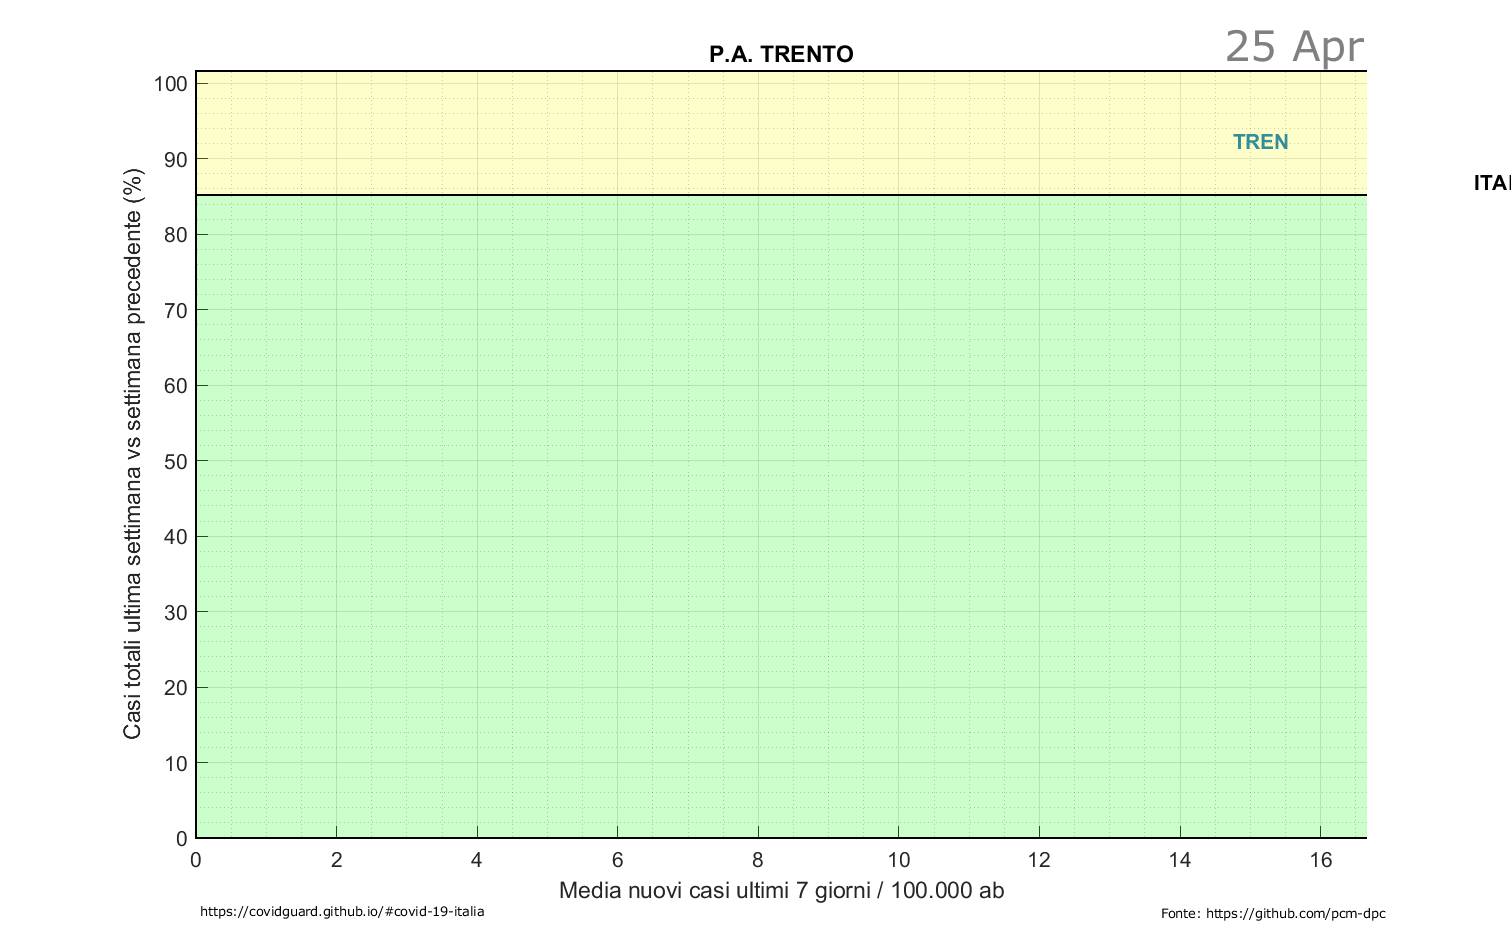 P.A. TRENTO
25 Apr
100
90
80
70
60
50
40
30
20
10
0
Casi totali ultima settimana vs settimana precedente (%)
TREN
ITA
0 2 4 6 8 10 12 14 16
Media nuovi casi ultimi 7 giorni / 100.000 ab
https://covidguard.github.io/#covid-19-italia
Fonte: https://github.com/pcm-dpc